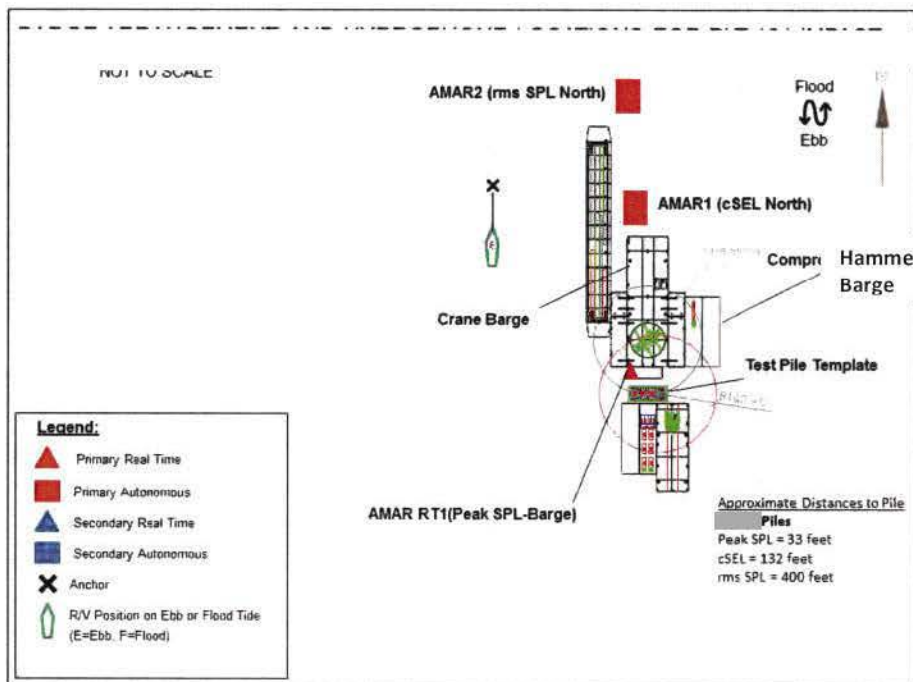 NOT TO SCALE
AMAR2 (rms SPL North)
Flood
Ebb
AMAR1 (cSEL North)
Hamme
Barge
Crane Barge
Test Pile Template
Legend:
Primary Real Time
Primary Autonomous
Secondary Real Time
Secondary Autonomous
Anchor
R/V Position on Ebb or Flood Tide
(E=Ebb, F=Flood)
AMAR RT1(Peak SPL-Barge)
Approximate Distances to Pile
Piles
Peak SPL = 33 feet
cSEL = 132 feet
rms SPL = 400 feet